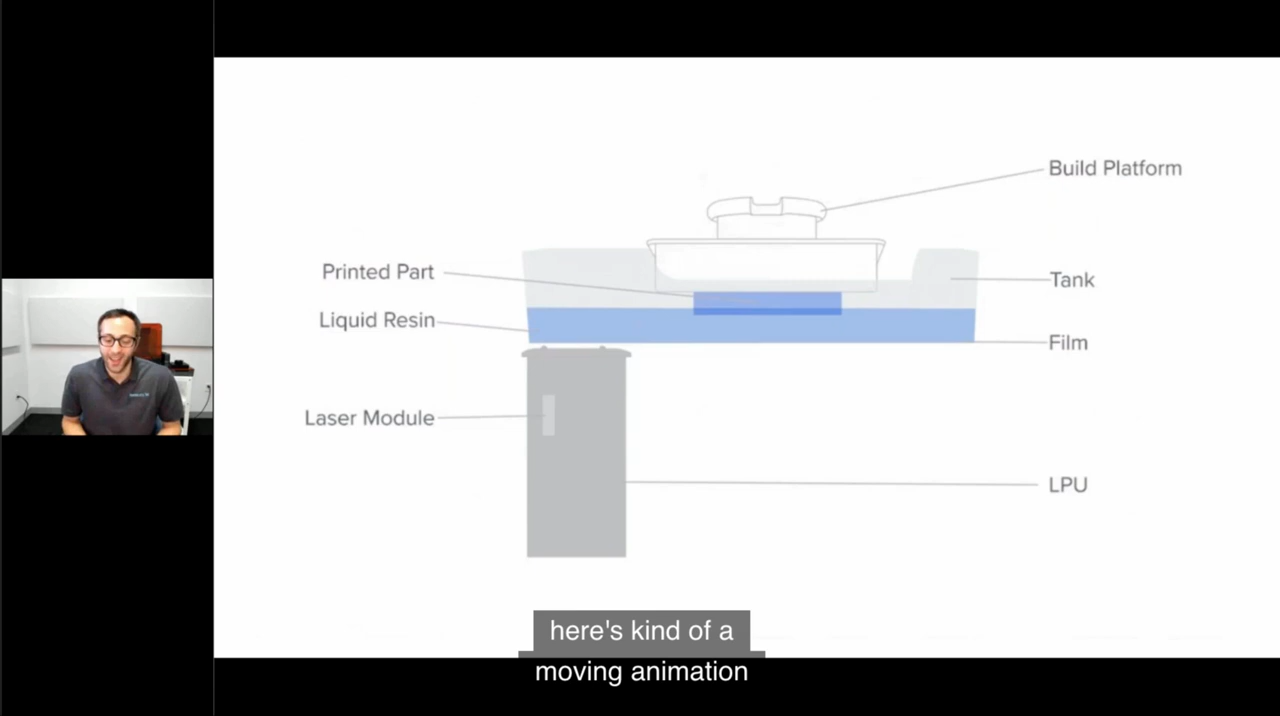 Build Platform
Printed Part
Tank
Liquid Resin
Film
Laser Module
LPU
here's kind of a
moving animation